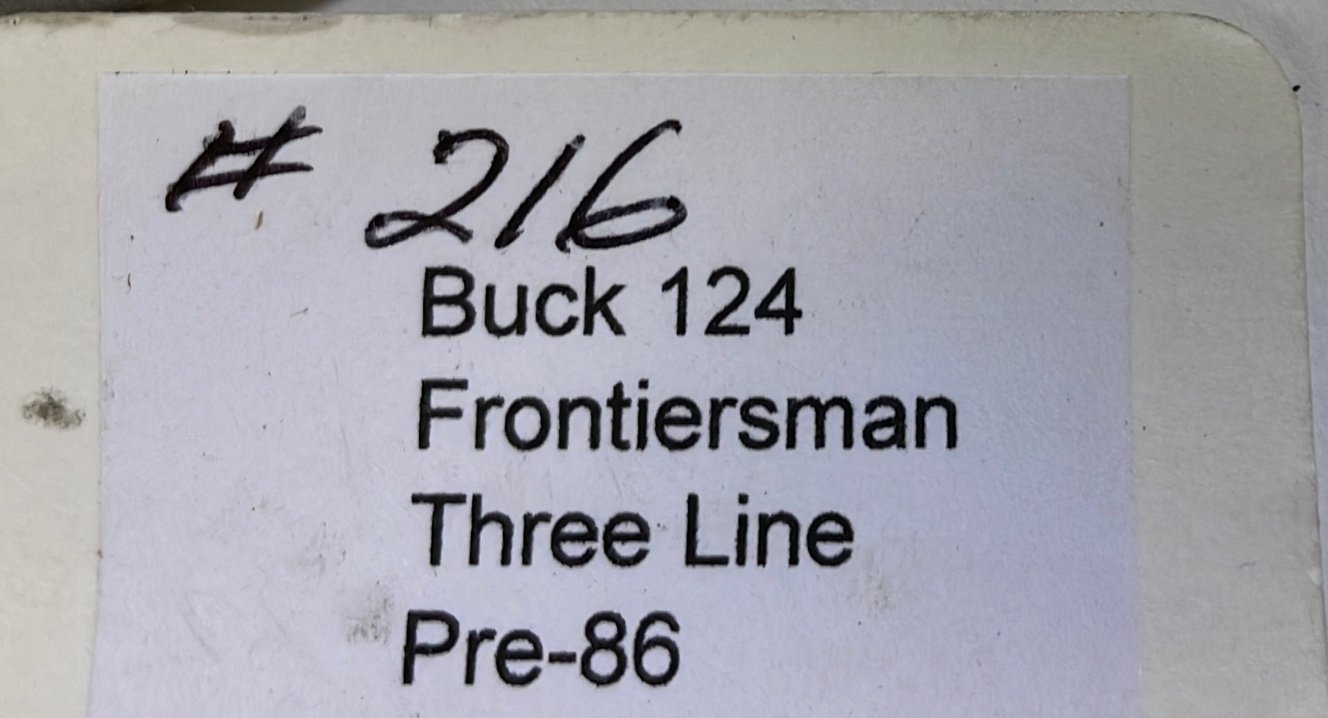 # 216
Buck 124
Frontiersman
Three Line
Pre-86